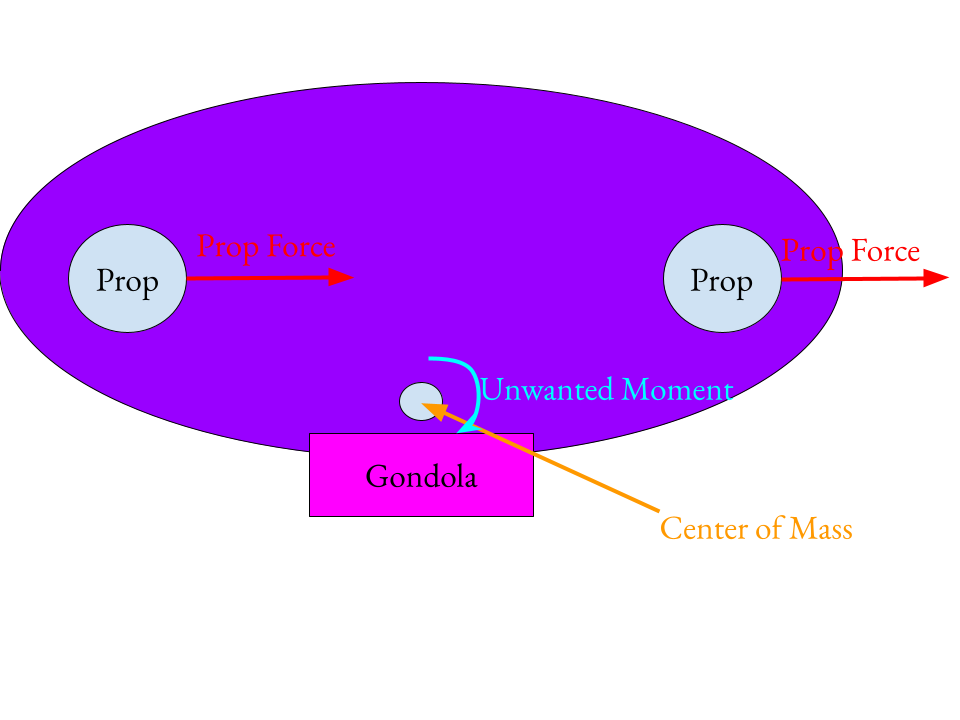 Prop Force
Prop Force
Prop
Prop
Unwanted Moment
Gondola
Center of Mass